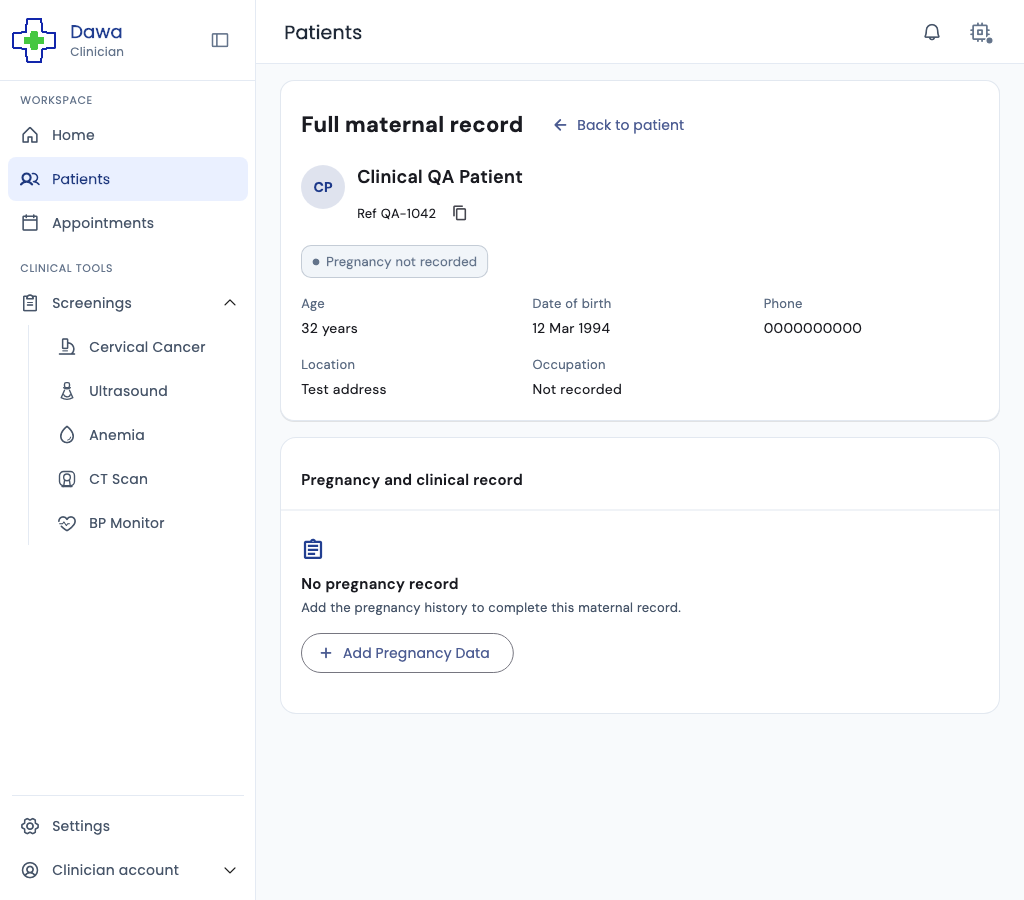 Dawa
Clinician
Patients
WORKSPACE
Home
Patients
Appointments
CLINICAL TOOLS
Screenings
Cervical Cancer
Ultrasound
Anemia
CT Scan
BP Monitor
Settings
Clinician account
Full maternal record
Back to patient
CP
Clinical QA Patient
Ref QA-1042
Pregnancy not recorded
Age
32 years
Date of birth
12 Mar 1994
Phone
0000000000
Location
Test address
Occupation
Not recorded
Pregnancy and clinical record
No pregnancy record
Add the pregnancy history to complete this maternal record.
Add Pregnancy Data